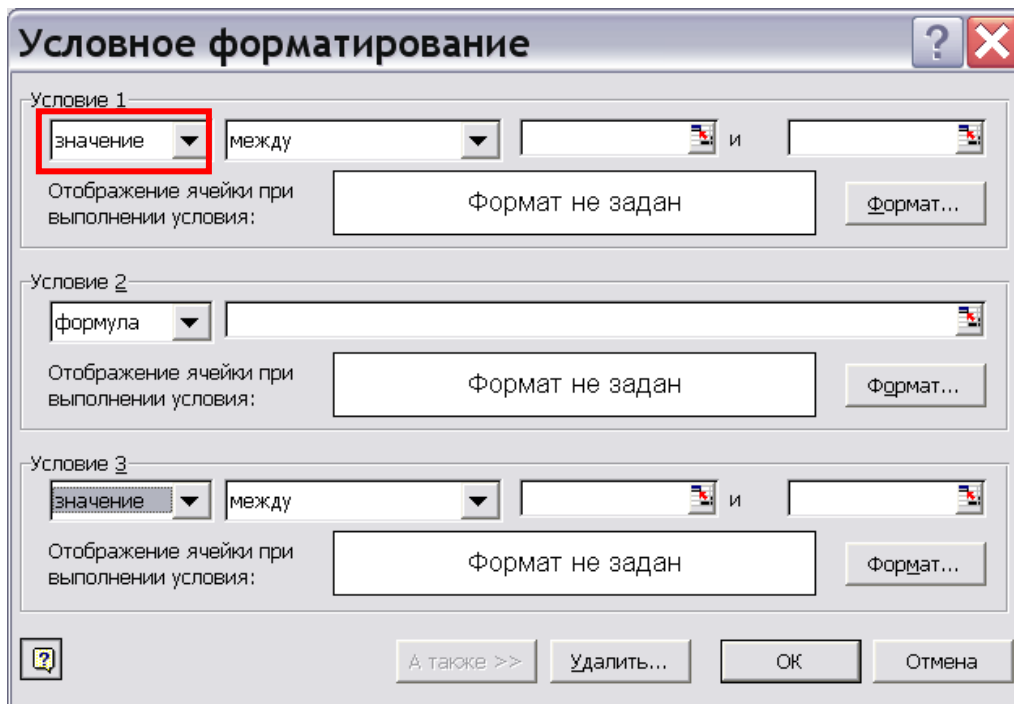 Условное форматирование
Условие 1
значение между и
Отображение ячейки при
выполнении условия:
Формат не задан
Формат...
Условие 2
формула
Отображение ячейки при
выполнении условия:
Формат не задан
Формат...
Условие 3
значение между и
Отображение ячейки при
выполнении условия:
Формат не задан
Формат...
А также >> Удалить... ОК Отмена